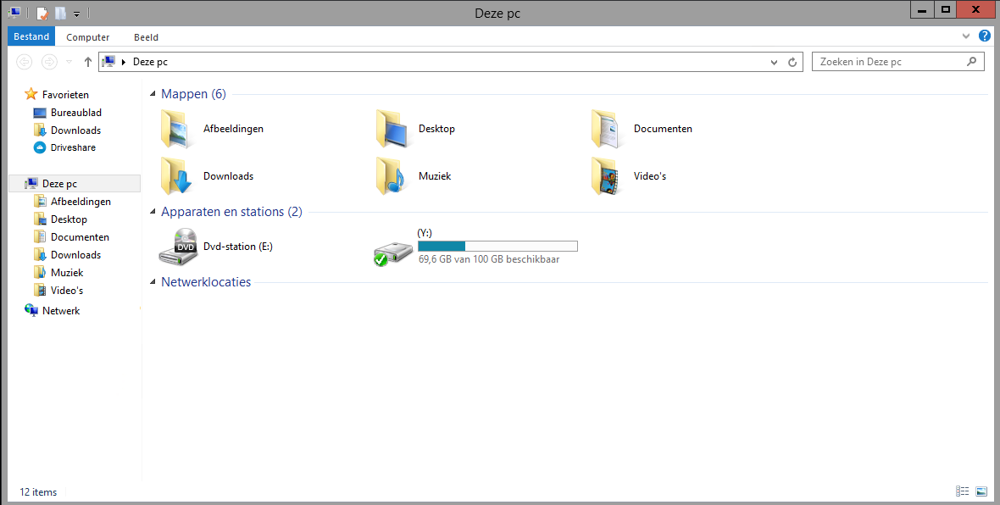 Deze pc
Bestand Computer Beeld
Deze pc
Zoeken in Deze pc
Favorieten
Bureaublad
Downloads
Driveshare
Deze pc
Afbeeldingen
Desktop
Documenten
Downloads
Muziek
Video's
Netwerk
Mappen (6)
Afbeeldingen Desktop Documenten
Downloads Muziek Video's
Apparaten en stations (2)
DVD
Dvd-station (E:)
(Y:)
69,6 GB van 100 GB beschikbaar
Netwerklocaties
12 items